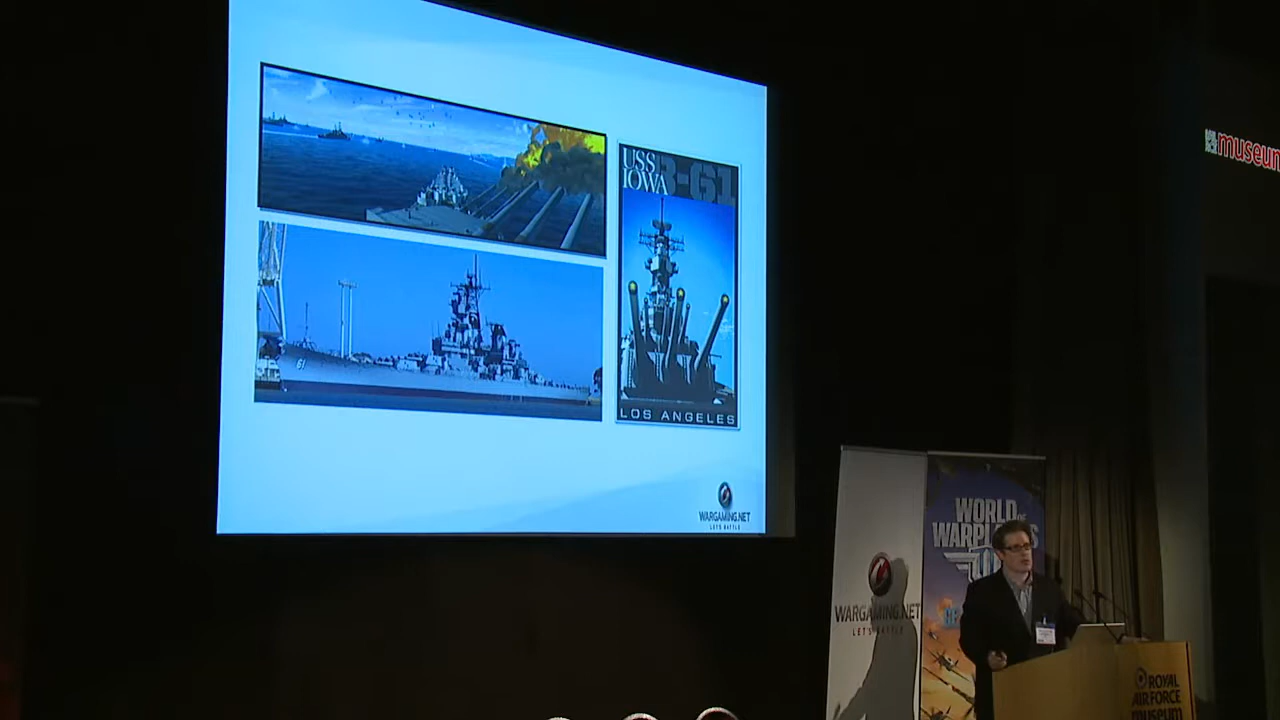 USS
IOWA
B-61
61
LOS ANGELES
WARGAMING.NET
LET'S BATTLE
museum
WORLD OF
WARPLANES
WARGAMING.NET
LET'S BATTLE
ROYAL
AIR FORCE
museum